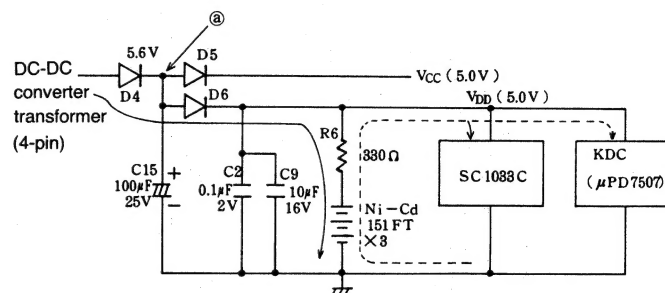 ⓐ
5.6V
D5
DC-DC
converter
transformer
(4-pin)
D4
VCC (5.0V)
D6
VDD (5.0V)
R6
330Ω
C15
100μF
25V
+
−
C2
0.1μF
2V
C9
10μF
16V
Ni-Cd
151FT
×3
SC1088C
KDC
(μPD7507)